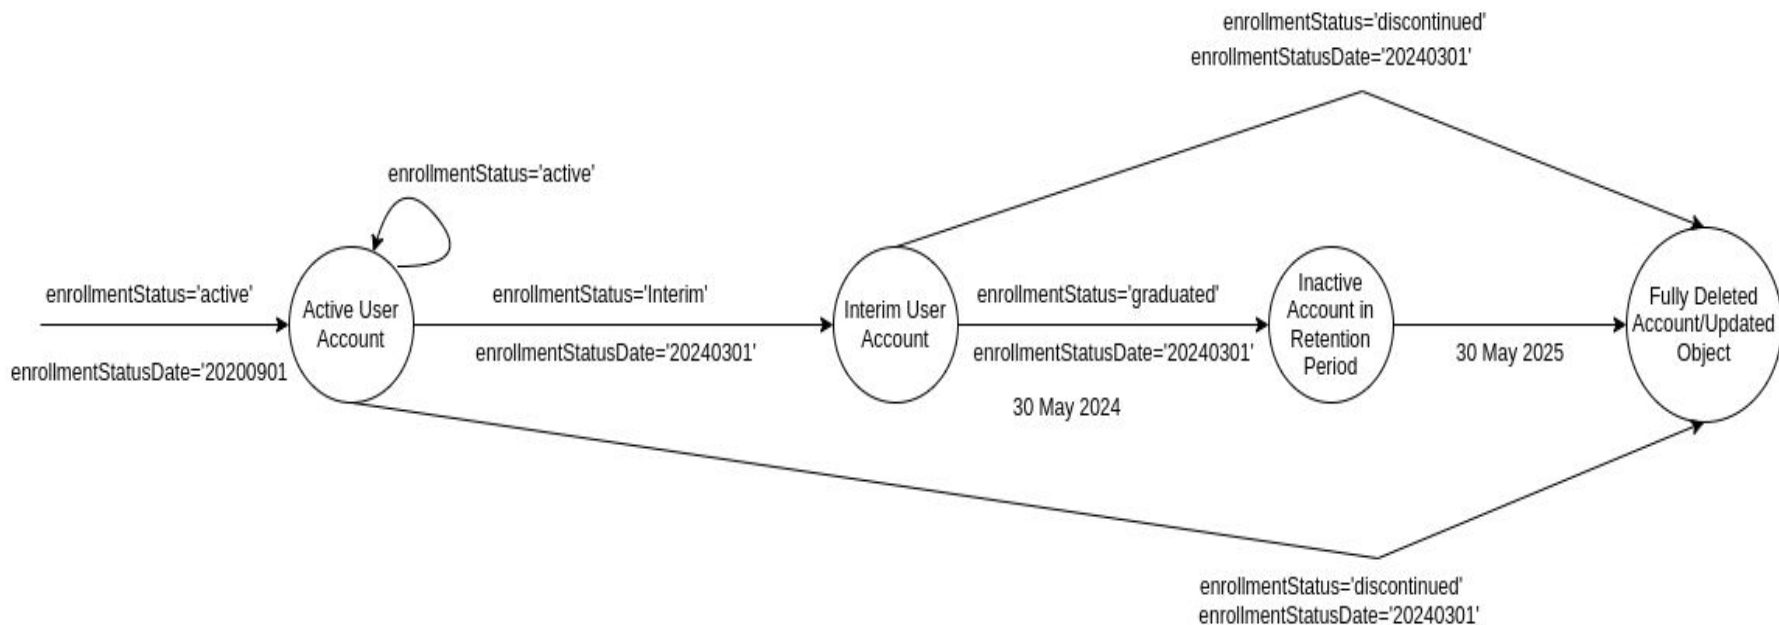 enrollmentStatus='discontinued'
enrollmentStatusDate='20240301'
enrollmentStatus='active'
enrollmentStatus='active'
enrollmentStatusDate='20200901
Active User
Account
enrollmentStatus='Interim'
enrollmentStatusDate='20240301'
Interim User
Account
enrollmentStatus='graduated'
enrollmentStatusDate='20240301'
30 May 2024
Inactive
Account in
Retention
Period
30 May 2025
Fully Deleted
Account/Updated
Object
enrollmentStatus='discontinued'
enrollmentStatusDate='20240301'